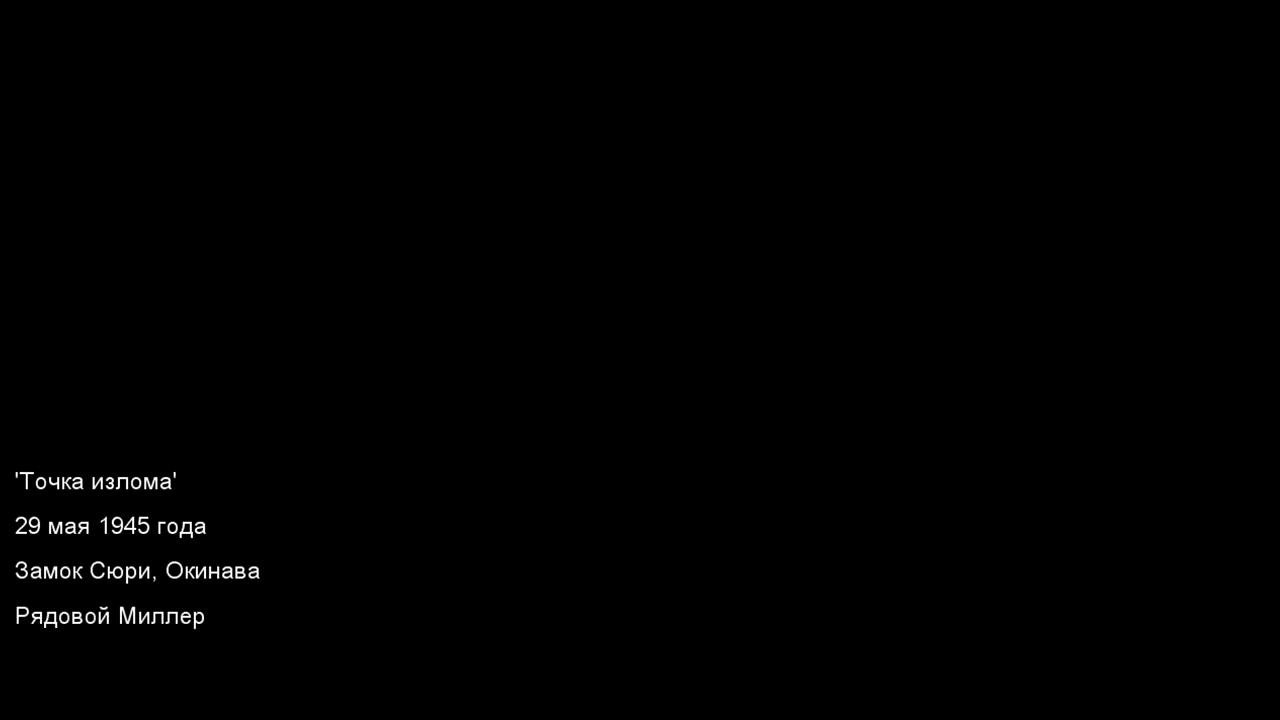 'Точка излома'
29 мая 1945 года
Замок Сюри, Окинава
Рядовой Миллер